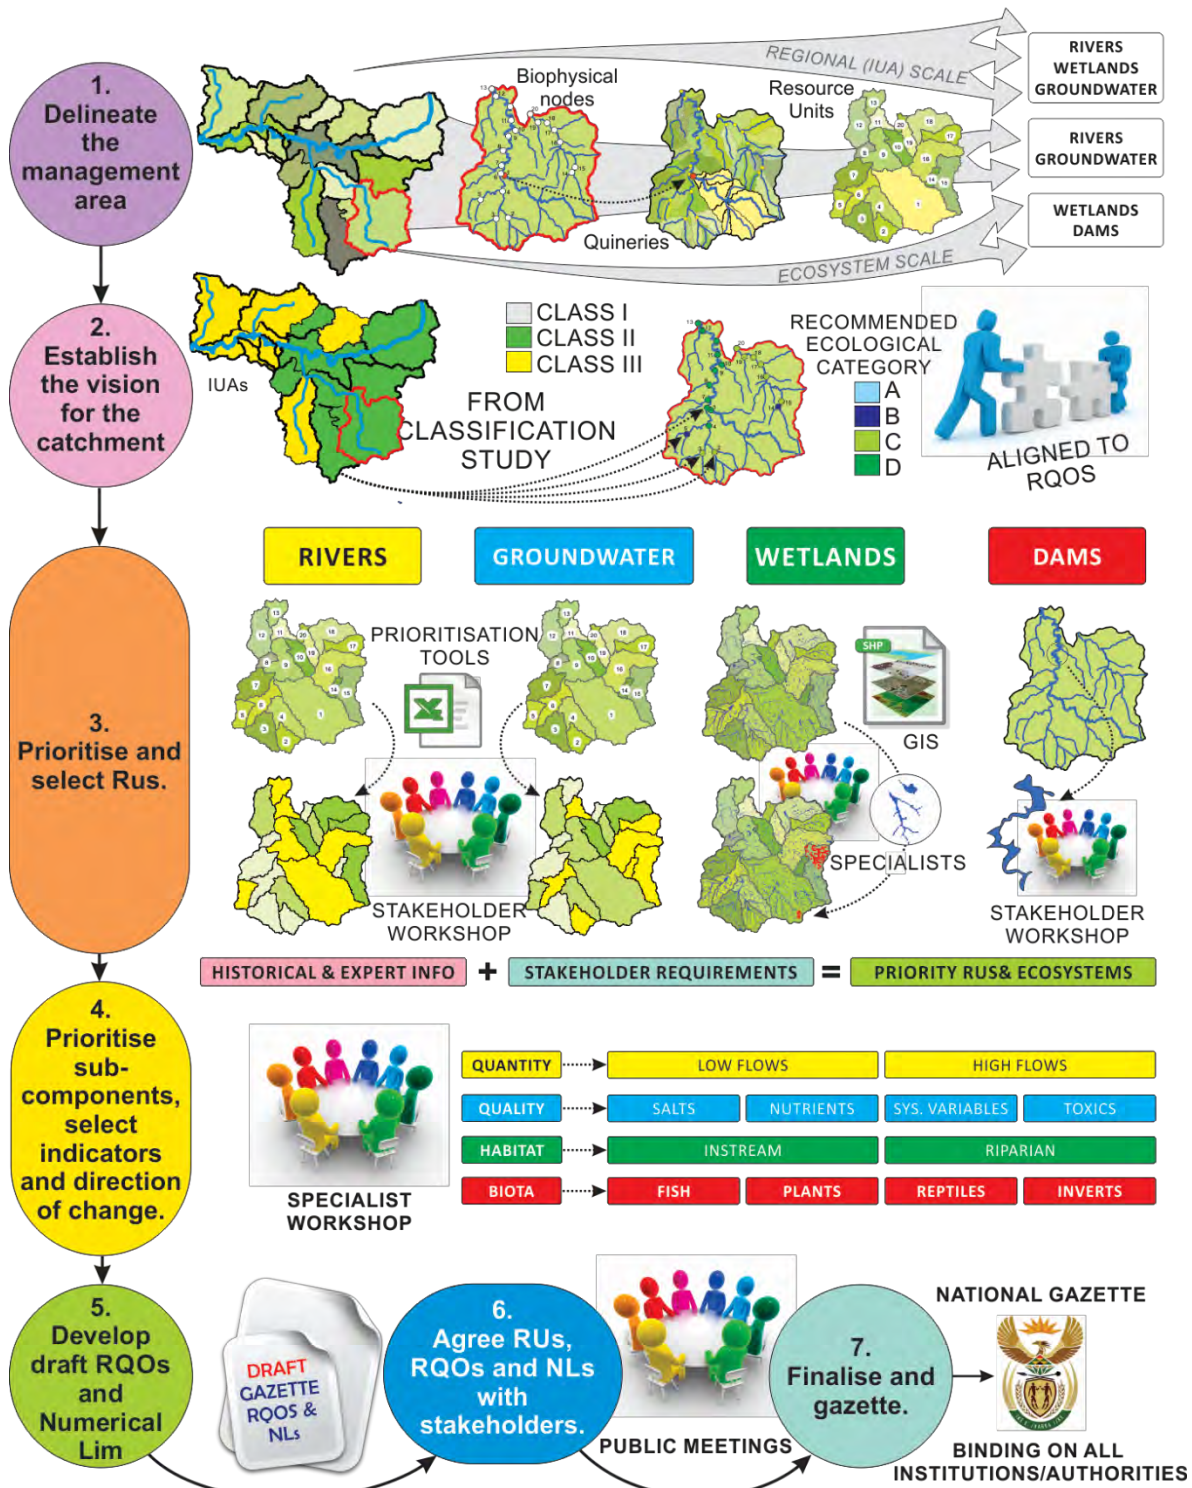 1.
Delineate
the
management
area
Biophysical
nodes
Quineries
Resource
Units
REGIONAL (IUA) SCALE
ECOSYSTEM SCALE
RIVERS
WETLANDS
GROUNDWATER
RIVERS
GROUNDWATER
WETLANDS
DAMS
2.
Establish
the vision
for the
catchment
IUAs
CLASS I
CLASS II
CLASS III
FROM
CLASSIFICATION
STUDY
RECOMMENDED
ECOLOGICAL
CATEGORY
A
B
C
D
ALIGNED TO
RQOS
3.
Prioritise and
select Rus.
RIVERS
GROUNDWATER
WETLANDS
DAMS
PRIORITISATION
TOOLS
SHP
GIS
STAKEHOLDER
WORKSHOP
SPECIALISTS
STAKEHOLDER
WORKSHOP
HISTORICAL & EXPERT INFO + STAKEHOLDER REQUIREMENTS = PRIORITY RUS& ECOSYSTEMS
4.
Prioritise
sub-
components,
select
indicators
and direction
of change.
SPECIALIST
WORKSHOP
QUANTITY LOW FLOWS HIGH FLOWS
QUALITY SALTS NUTRIENTS SYS. VARIABLES TOXICS
HABITAT INSTREAM RIPARIAN
BIOTA FISH PLANTS REPTILES INVERTS
5.
Develop
draft RQOs
and
Numerical
Lim
DRAFT
GAZETTE
RQOS &
NLs
6.
Agree RUs,
RQOs and NLs
with
stakeholders.
PUBLIC MEETINGS
7.
Finalise and
gazette.
NATIONAL GAZETTE
BINDING ON ALL
INSTITUTIONS/AUTHORITIES